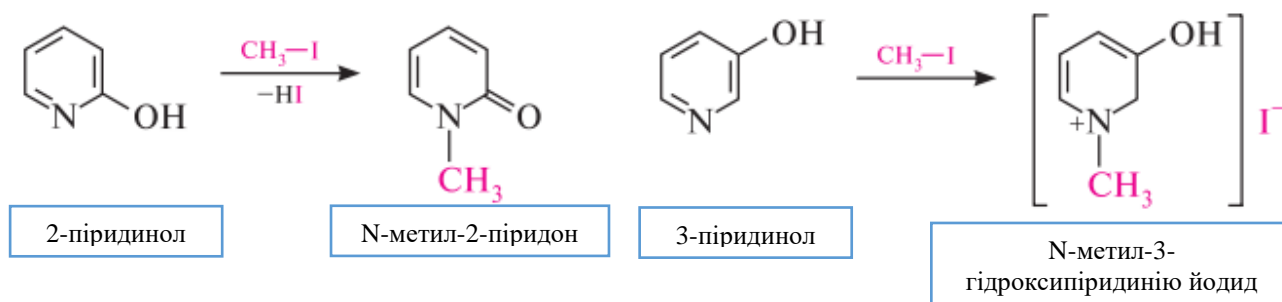 CH₃—I
−HI
N
OH
N
O
CH₃
OH
N
CH₃—I
OH
+N
CH₃
I⁻
2-піридинол
N-метил-2-піридон
3-піридинол
N-метил-3-
гідроксипіридинію йодид